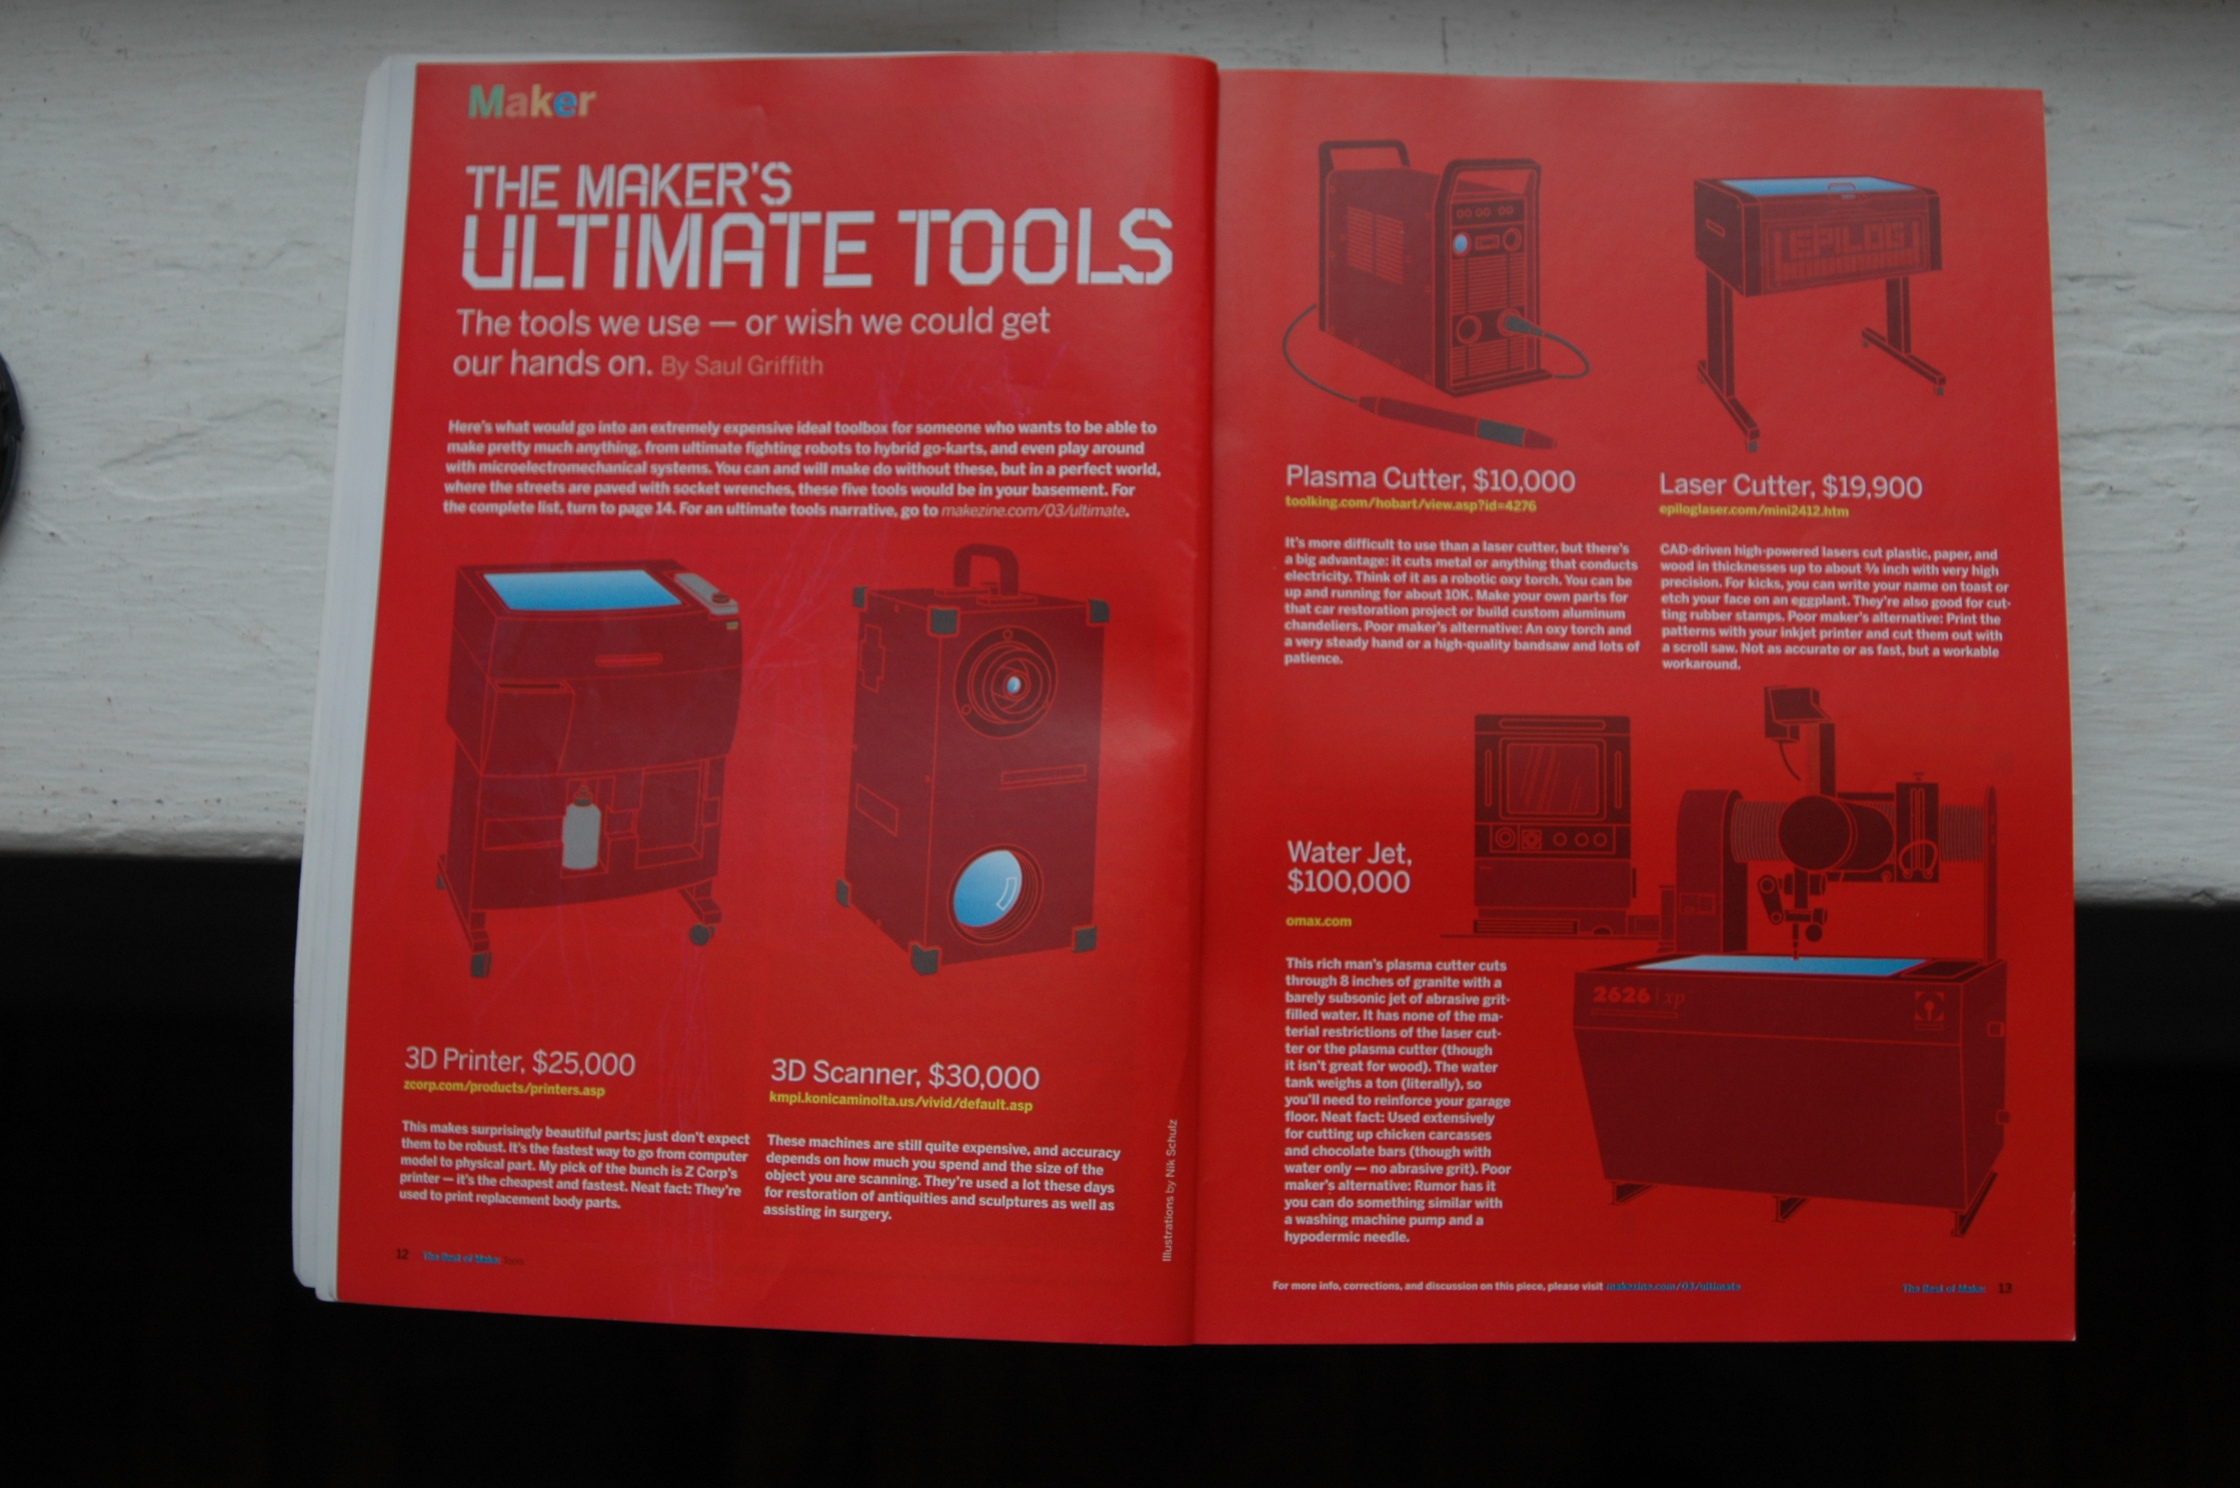 Maker
THE MAKER'S
ULTIMATE TOOLS
The tools we use — or wish we could get
our hands on. By Saul Griffith
Here's what would go into an extremely expensive ideal toolbox for someone who wants to be able to
make pretty much anything, from ultimate fighting robots to hybrid go-karts, and even play around
with microelectromechanical systems. You can and will make do without these, but in a perfect world,
where the streets are paved with socket wrenches, these five tools would be in your basement. For
the complete list, turn to page 14. For an ultimate tools narrative, go to makezine.com/03/ultimate.
3D Printer, $25,000
zcorp.com/products/printers.asp
This makes surprisingly beautiful parts; just don't expect
them to be robust. It's the fastest way to go from computer
model to physical part. My pick of the bunch is Z Corp's
printer — it's the cheapest and fastest. Neat fact: They're
used to print replacement body parts.
3D Scanner, $30,000
kmpi.konicaminolta.us/vivid/default.asp
These machines are still quite expensive, and accuracy
depends on how much you spend and the size of the
object you are scanning. They're used a lot these days
for restoration of antiquities and sculptures as well as
assisting in surgery.
Illustrations by Nik Schulz
12 The Best of Make: Tools
EPILOG
Plasma Cutter, $10,000
toolking.com/hobart/view.asp?id=4276
It's more difficult to use than a laser cutter, but there's
a big advantage: it cuts metal or anything that conducts
electricity. Think of it as a robotic oxy torch. You can be
up and running for about 10K. Make your own parts for
that car restoration project or build custom aluminum
chandeliers. Poor maker's alternative: An oxy torch and
a very steady hand or a high-quality bandsaw and lots of
patience.
Laser Cutter, $19,900
epiloglaser.com/mini2412.htm
CAD-driven high-powered lasers cut plastic, paper, and
wood in thicknesses up to about ⅜ inch with very high
precision. For kicks, you can write your name on toast or
etch your face on an eggplant. They're also good for cut-
ting rubber stamps. Poor maker's alternative: Print the
patterns with your inkjet printer and cut them out with
a scroll saw. Not as accurate or as fast, but a workable
workaround.
Water Jet,
$100,000
omax.com
This rich man's plasma cutter cuts
through 8 inches of granite with a
barely subsonic jet of abrasive grit-
filled water. It has none of the ma-
terial restrictions of the laser cut-
ter or the plasma cutter (though
it isn't great for wood). The water
tank weighs a ton (literally), so
you'll need to reinforce your garage
floor. Neat fact: Used extensively
for cutting up chicken carcasses
and chocolate bars (though with
water only — no abrasive grit). Poor
maker's alternative: Rumor has it
you can do something similar with
a washing machine pump and a
hypodermic needle.
2626 | xp
For more info, corrections, and discussion on this piece, please visit makezine.com/03/ultimate
The Best of Make: 13